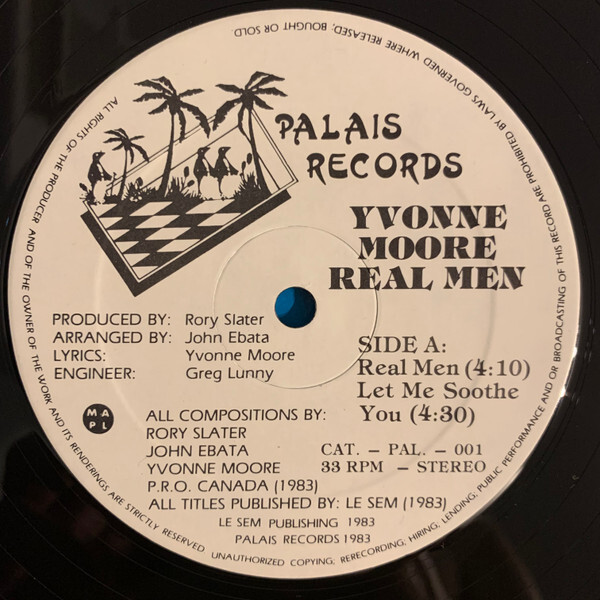 PALAIS
RECORDS
YVONNE
MOORE
REAL MEN
PRODUCED BY: Rory Slater
ARRANGED BY: John Ebata
LYRICS: Yvonne Moore
ENGINEER: Greg Lunny
SIDE A:
Real Men (4:10)
Let Me Soothe
You (4:30)
M A
P L
ALL COMPOSITIONS BY:
RORY SLATER
JOHN EBATA
YVONNE MOORE
P.R.O. CANADA (1983)
CAT. – PAL. – 001
33 RPM – STEREO
ALL TITLES PUBLISHED BY: LE SEM (1983)
LE SEM PUBLISHING 1983
PALAIS RECORDS 1983
ALL RIGHTS OF THE PRODUCER AND OF THE OWNER OF THE WORK AND ITS RENDERINGS ARE STRICTLY RESERVED. UNAUTHORIZED COPYING, RERECORDING, HIRING, LENDING, PUBLIC PERFORMANCE AND/OR BROADCASTING OF THIS RECORD ARE PROHIBITED BY LAWS GOVERNED WHERE RELEASED; BOUGHT OR SOLD